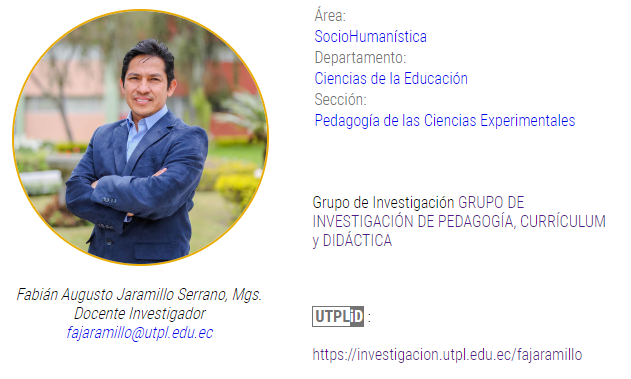 Área:
SocioHumanística
Departamento:
Ciencias de la Educación
Sección:
Pedagogía de las Ciencias Experimentales
Grupo de Investigación GRUPO DE
INVESTIGACIÓN DE PEDAGOGÍA, CURRÍCULUM
y DIDÁCTICA
Fabián Augusto Jaramillo Serrano, Mgs.
Docente Investigador
fajaramillo@utpl.edu.ec
UTPLiD :
https://investigacion.utpl.edu.ec/fajaramillo